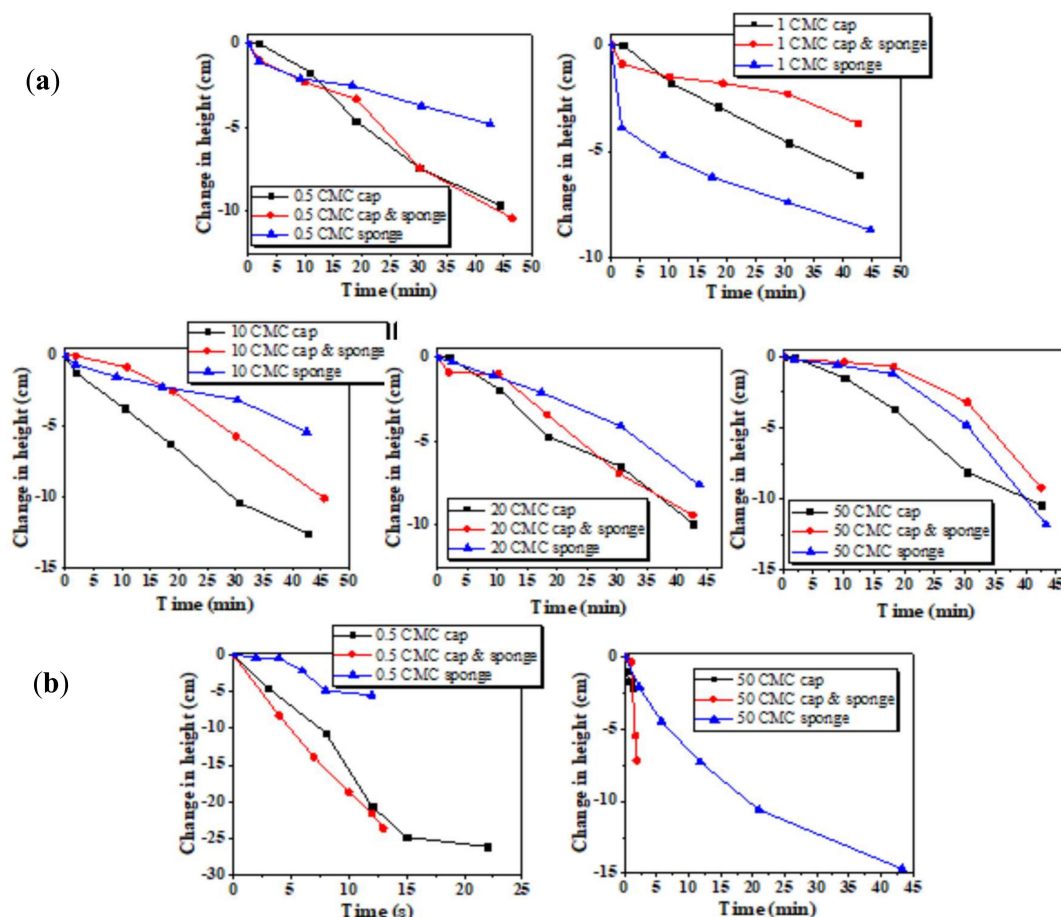 (a)
Change in height (cm)
0
-5
-10
0.5 CMC cap
0.5 CMC cap & sponge
0.5 CMC sponge
0 5 10 15 20 25 30 35 40 45 50
Time (min)
Change in height (cm)
0
-5
-10
1 CMC cap
1 CMC cap & sponge
1 CMC sponge
0 5 10 15 20 25 30 35 40 45 50
Time (min)
Change in height (cm)
0
-5
-10
-15
10 CMC cap
10 CMC cap & sponge
10 CMC sponge
0 5 10 15 20 25 30 35 40 45 50
Time (min)
Change in height (cm)
0
-5
-10
20 CMC cap
20 CMC cap & sponge
20 CMC sponge
0 5 10 15 20 25 30 35 40 45
Time (min)
Change in height (cm)
0
-5
-10
-15
50 CMC cap
50 CMC cap & sponge
50 CMC sponge
0 5 10 15 20 25 30 35 40 45
Time (min)
(b)
Change in height (cm)
0
-5
-10
-15
-20
-25
-30
0.5 CMC cap
0.5 CMC cap & sponge
0.5 CMC sponge
0 5 10 15 20 25
Time (s)
Change in height (cm)
0
-5
-10
-15
50 CMC cap
50 CMC cap & sponge
50 CMC sponge
0 5 10 15 20 25 30 35 40 45
Time (min)